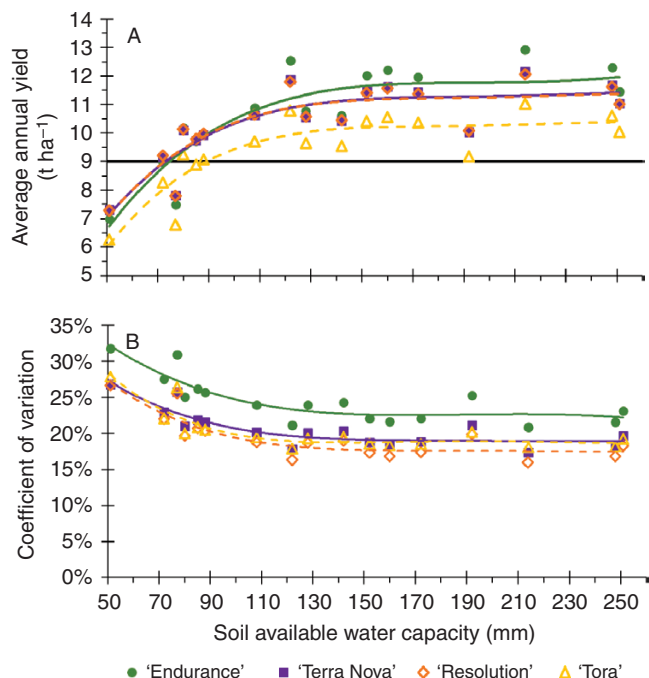 A
Average annual yield
(t ha⁻¹)
14
13
12
11
10
9
8
7
6
5
B
Coefficient of variation
35%
30%
25%
20%
15%
10%
5%
0%
50 70 90 110 130 150 170 190 210 230 250
Soil available water capacity (mm)
'Endurance' 'Terra Nova' 'Resolution' 'Tora'